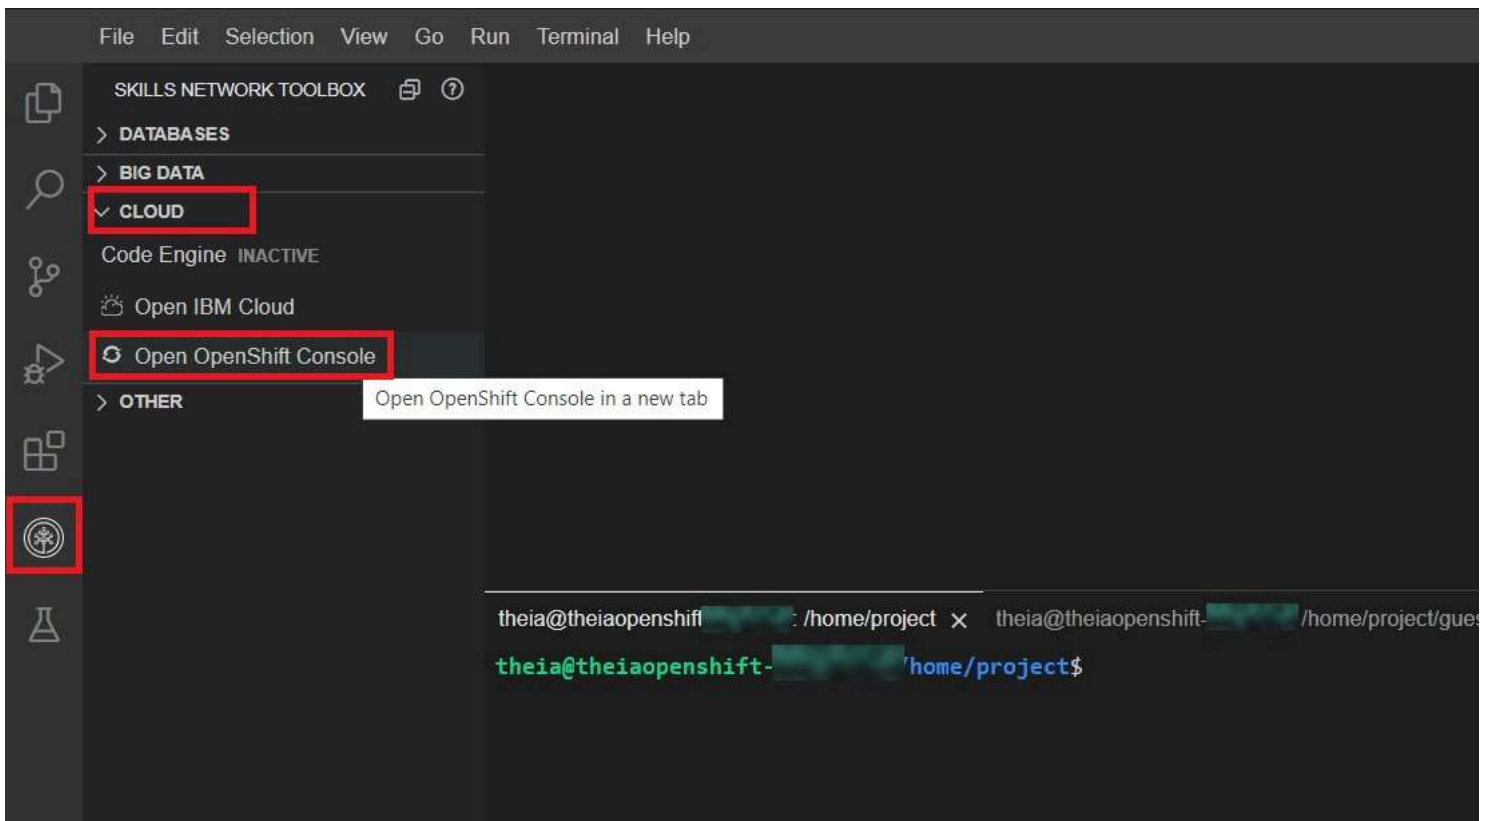 File Edit Selection View Go Run Terminal Help
SKILLS NETWORK TOOLBOX
DATABASES
BIG DATA
CLOUD
Code Engine INACTIVE
Open IBM Cloud
Open OpenShift Console
Open OpenShift Console in a new tab
OTHER
theia@theiaopenshift : /home/project theia@theiaopenshift- /home/project/gues
theia@theiaopenshift- /home/project$